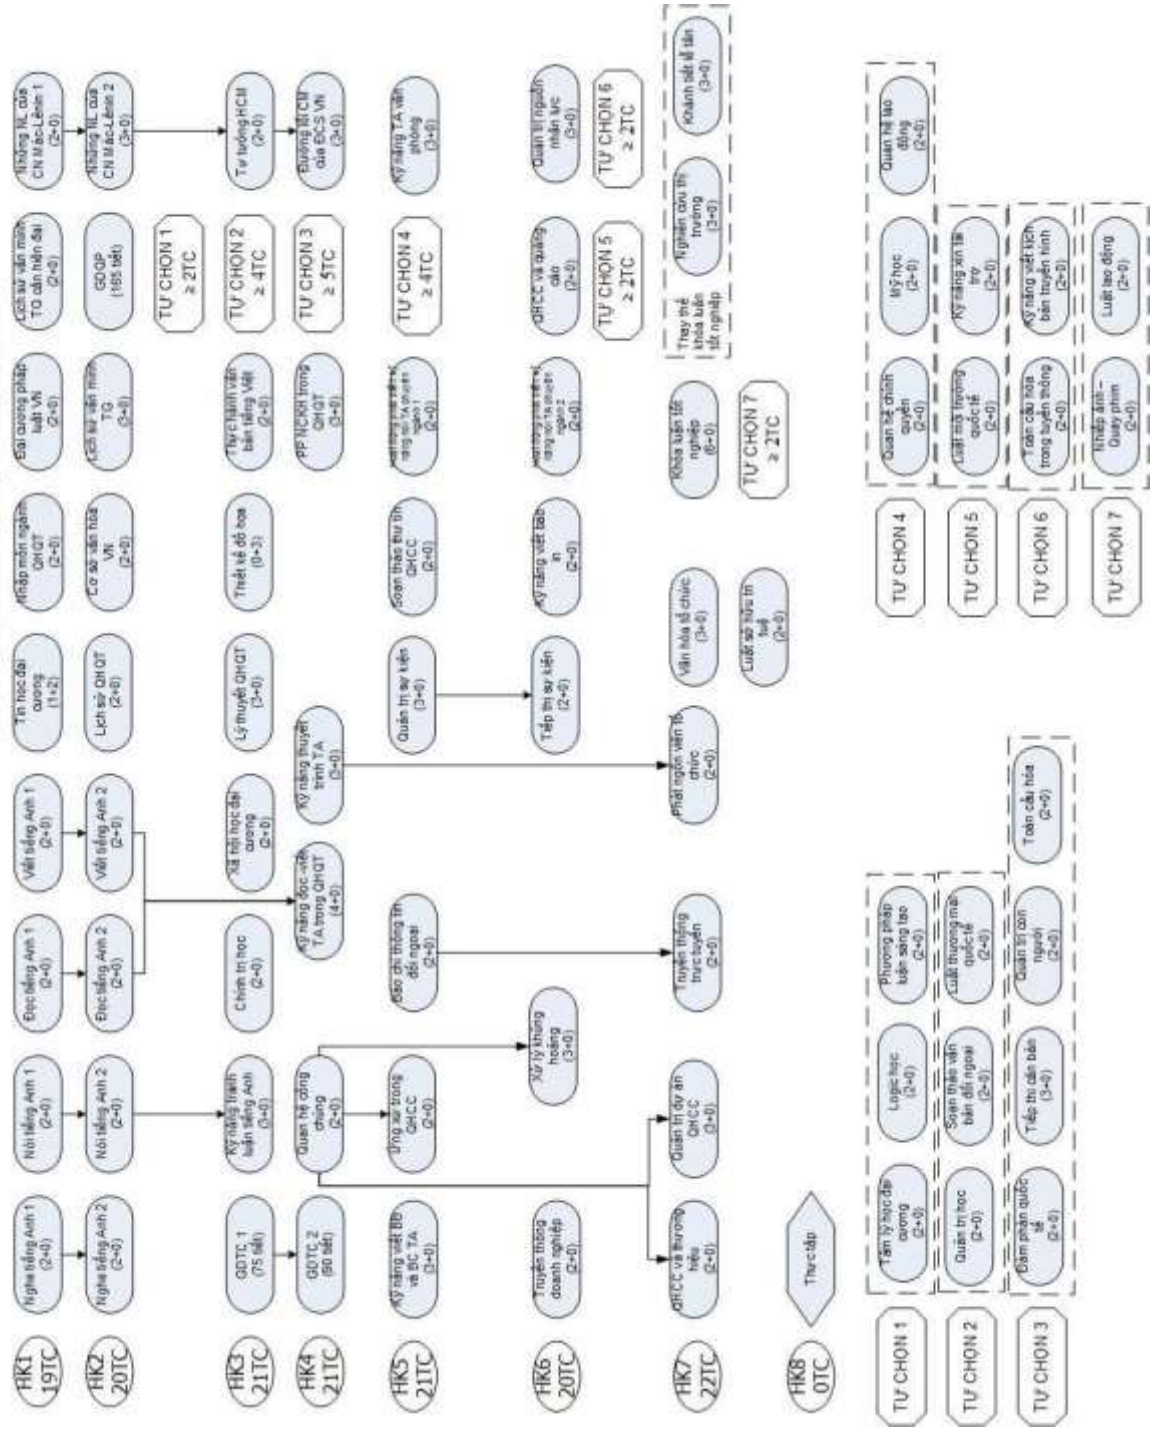 HK1
19TC
Nghe tiếng Anh 1
(2+0)
Nói tiếng Anh 1
(2+0)
Đọc tiếng Anh 1
(2+0)
Viết tiếng Anh 1
(2+0)
Tin học đại
cương
(1+2)
Nhập môn ngành
QHQT
(2+0)
Đại cương pháp
luật VN
(2+0)
Lịch sử văn minh
TG cận hiện đại
(2+0)
Những NL của
CN Mác-Lênin 1
(2+0)
HK2
20TC
Nghe tiếng Anh 2
(2+0)
Nói tiếng Anh 2
(2+0)
Đọc tiếng Anh 2
(2+0)
Viết tiếng Anh 2
(2+0)
Lịch sử QHQT
(2+0)
Cơ sở văn hóa
VN
(2+0)
Lịch sử văn minh
TG
(3+0)
GDQP
(165 tiết)
Những NL của
CN Mác-Lênin 2
(3+0)
TỰ CHỌN 1
≥ 2TC
HK3
21TC
GDTC 1
(75 tiết)
Kỹ năng tranh
luận tiếng Anh
(3+0)
Chính trị học
(2+0)
Xã hội học đại
cương
(2+0)
Lý thuyết QHQT
(3+0)
Thiết kế đồ họa
(0+3)
Thực hành văn
bản tiếng Việt
(2+0)
TỰ CHỌN 2
≥ 4TC
Tư tưởng HCM
(2+0)
HK4
21TC
GDTC 2
(90 tiết)
Quan hệ công
chúng
(2+0)
Kỹ năng đọc -viết
TA trong QHQT
(4+0)
Kỹ năng thuyết
trình TA
(3+0)
PP NCKH trong
QHQT
(3+0)
TỰ CHỌN 3
≥ 5TC
Đường lối CM
của ĐCS VN
(3+0)
HK5
21TC
Kỹ năng viết BB
và BC TA
(3+0)
Ứng xử trong
QHCC
(2+0)
Báo chí thông tin
đối ngoại
(2+0)
Quản trị sự kiện
(3+0)
Soạn thảo thư tín
QHCC
(2+0)
năng nói TA chuyên
ngành 1
(2+0)
TỰ CHỌN 4
≥ 4TC
Kỹ năng TA văn
phòng
(3+0)
HK6
20TC
Truyền thông
doanh nghiệp
(2+0)
Xử lý khủng
hoảng
(3+0)
Tiếp thị sự kiện
(2+0)
Kỹ năng viết báo
in
(2+0)
năng nói TA chuyên
ngành 2
(2+0)
QHCC và quảng
cáo
(2+0)
Quản trị nguồn
nhân lực
(3+0)
TỰ CHỌN 5
≥ 2TC
TỰ CHỌN 6
≥ 2TC
HK7
22TC
QHCC và thương
hiệu
(2+0)
Quản trị dự án
QHCC
(3+0)
Truyền thông
trực tuyến
(2+0)
Phát ngôn viên tổ
chức
(2+0)
Văn hóa tổ chức
(3+0)
Khóa luận tốt
nghiệp
(6+0)
Thay thế
khóa luận
tốt nghiệp
Nghiên cứu thị
trường
(3+0)
Khánh tiết lễ tân
(3+0)
Luật sở hữu trí
tuệ
(2+0)
TỰ CHỌN 7
≥ 2TC
HK8
0TC
Thực tập
TỰ CHỌN 1
Tâm lý học đại
cương
(2+0)
Logic học
(2+0)
Phương pháp
luận sáng tạo
(2+0)
TỰ CHỌN 2
Quản trị học
(2+0)
Soạn thảo văn
bản đối ngoại
(2+0)
Luật thương mại
quốc tế
(2+0)
TỰ CHỌN 3
Đàm phán quốc
tế
(2+0)
Tiếp thị căn bản
(3+0)
Quản trị con
người
(2+0)
Toàn cầu hóa
(2+0)
TỰ CHỌN 4
Quan hệ chính
quyền
(2+0)
Mỹ học
(2+0)
Quan hệ lao
động
(2+0)
TỰ CHỌN 5
Luật môi trường
quốc tế
(2+0)
Kỹ năng xin tài
trợ
(2+0)
TỰ CHỌN 6
Toàn cầu hóa
trong tuyền thông
(2+0)
Kỹ năng viết kịch
bản truyền hình
(2+0)
TỰ CHỌN 7
Nhiếp ảnh –
Quay phim
(2+0)
Luật lao động
(2+0)